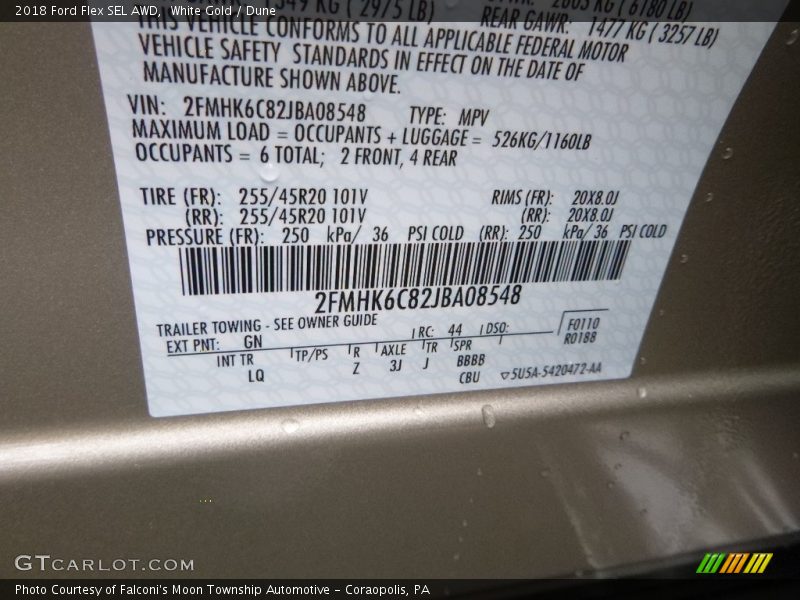 2018 Ford Flex SEL AWD, White Gold / Dune
REAR GAWR: 1477 KG ( 3257 LB)
THIS VEHICLE CONFORMS TO ALL APPLICABLE FEDERAL MOTOR
VEHICLE SAFETY STANDARDS IN EFFECT ON THE DATE OF
MANUFACTURE SHOWN ABOVE.
VIN: 2FMHK6C82JBA08548 TYPE: MPV
MAXIMUM LOAD = OCCUPANTS + LUGGAGE = 526KG/1160LB
OCCUPANTS = 6 TOTAL; 2 FRONT, 4 REAR
TIRE (FR): 255/45R20 101V RIMS (FR): 20X8.0J
(RR): 255/45R20 101V (RR): 20X8.0J
PRESSURE (FR): 250 kPa/ 36 PSI COLD (RR): 250 kPa/ 36 PSI COLD
2FMHK6C82JBA08548
TRAILER TOWING - SEE OWNER GUIDE
EXT PNT: GN RC: 44 DSO: F0110
R0188
INT TR TP/PS R AXLE TR SPR
LQ Z 3J J BBBB
CBU 5U5A-5420472-AA
GTCARLOT.COM
Photo Courtesy of Falconi's Moon Township Automotive - Coraopolis, PA